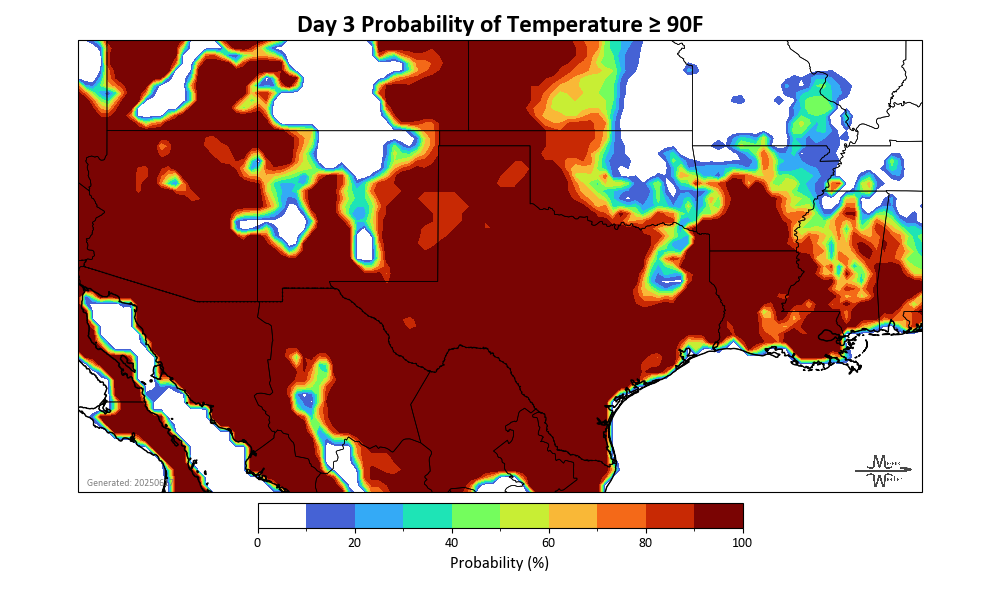 Day 3 Probability of Temperature ≥ 90F
Generated: 202506
0 20 40 60 80 100
Probability (%)